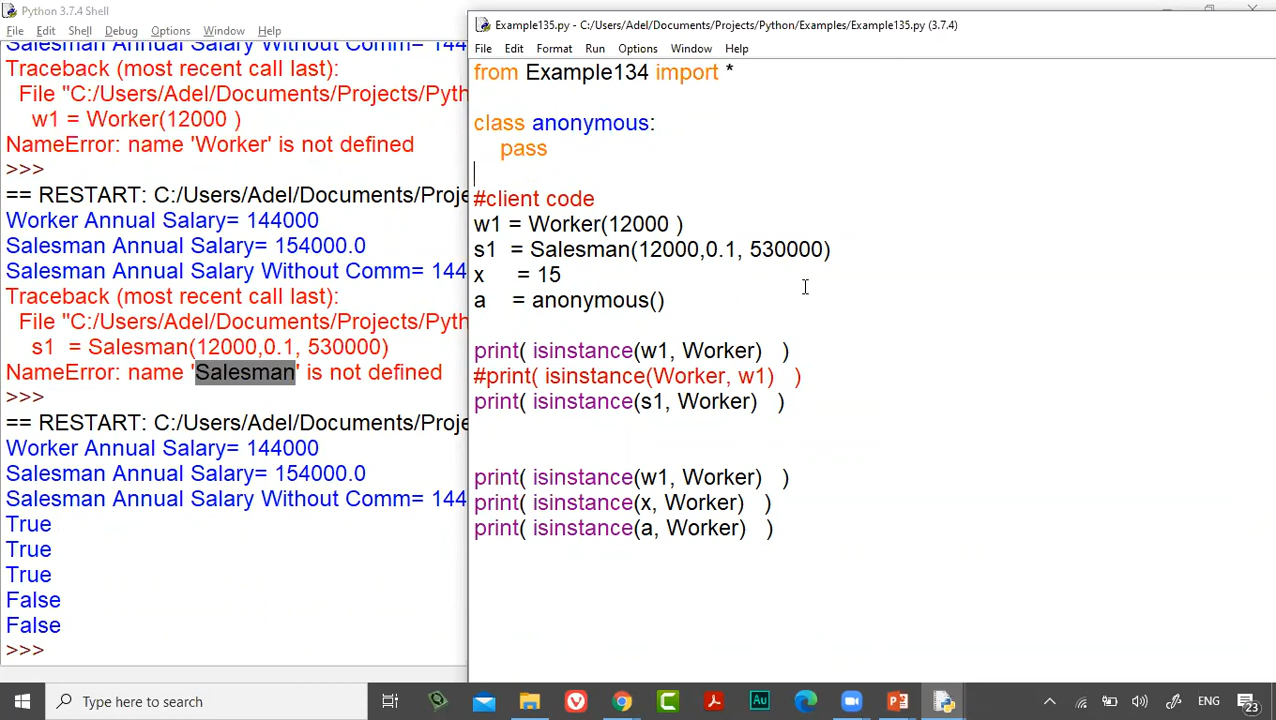 Python 3.7.4 Shell
File Edit Shell Debug Options Window Help
Salesman Annual Salary Without Comm= 144
Traceback (most recent call last):
File "C:/Users/Adel/Documents/Projects/Pyth
w1 = Worker(12000 )
NameError: name 'Worker' is not defined
>>>
== RESTART: C:/Users/Adel/Documents/Proje
Worker Annual Salary= 144000
Salesman Annual Salary= 154000.0
Salesman Annual Salary Without Comm= 144
Traceback (most recent call last):
File "C:/Users/Adel/Documents/Projects/Pyth
s1 = Salesman(12000,0.1, 530000)
NameError: name 'Salesman' is not defined
>>>
== RESTART: C:/Users/Adel/Documents/Proje
Worker Annual Salary= 144000
Salesman Annual Salary= 154000.0
Salesman Annual Salary Without Comm= 144
True
True
True
False
False
>>>
Example135.py - C:/Users/Adel/Documents/Projects/Python/Examples/Example135.py (3.7.4)
File Edit Format Run Options Window Help
from Example134 import *
class anonymous:
pass
#client code
w1 = Worker(12000 )
s1 = Salesman(12000,0.1, 530000)
x = 15
a = anonymous()
print( isinstance(w1, Worker) )
#print( isinstance(Worker, w1) )
print( isinstance(s1, Worker) )
print( isinstance(w1, Worker) )
print( isinstance(x, Worker) )
print( isinstance(a, Worker) )
Type here to search
Au
ENG
23